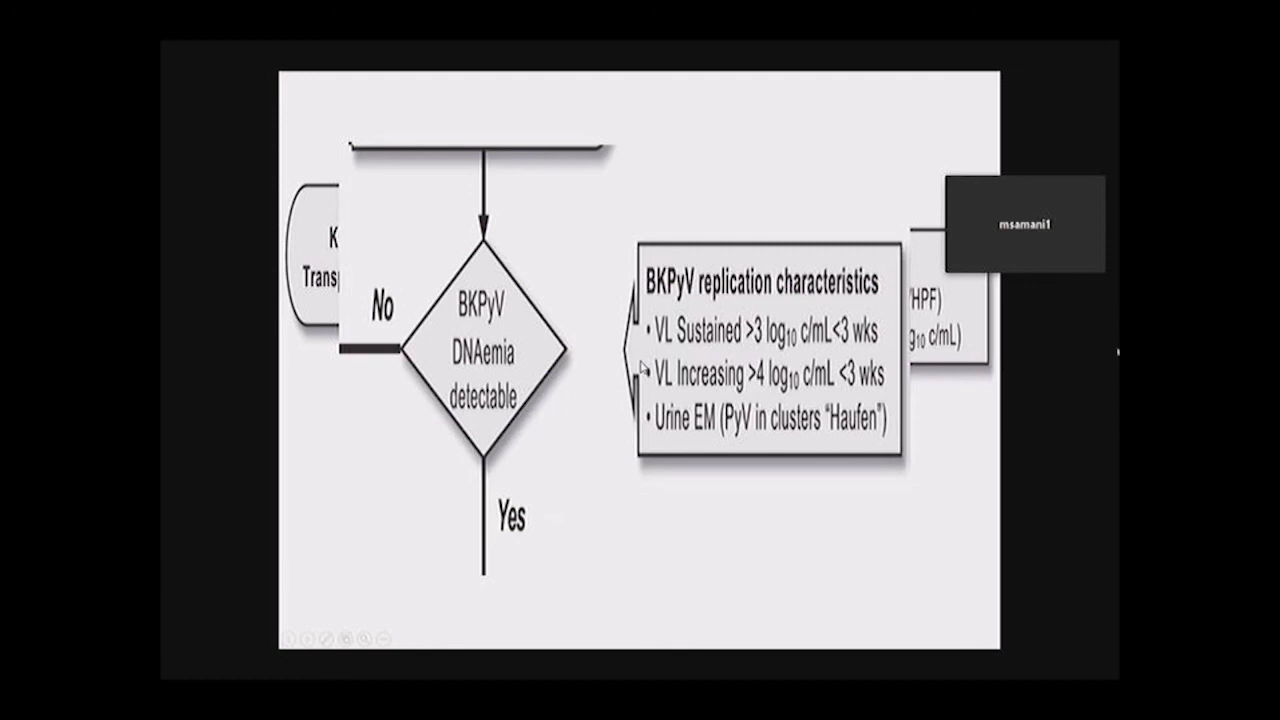 No
BKPyV
DNAemia
detectable
Yes
BKPyV replication characteristics
• VL Sustained >3 log10 c/mL<3 wks
• VL Increasing >4 log10 c/mL <3 wks
• Urine EM (PyV in clusters “Haufen”)
HPF)
c/mL)
msamani1